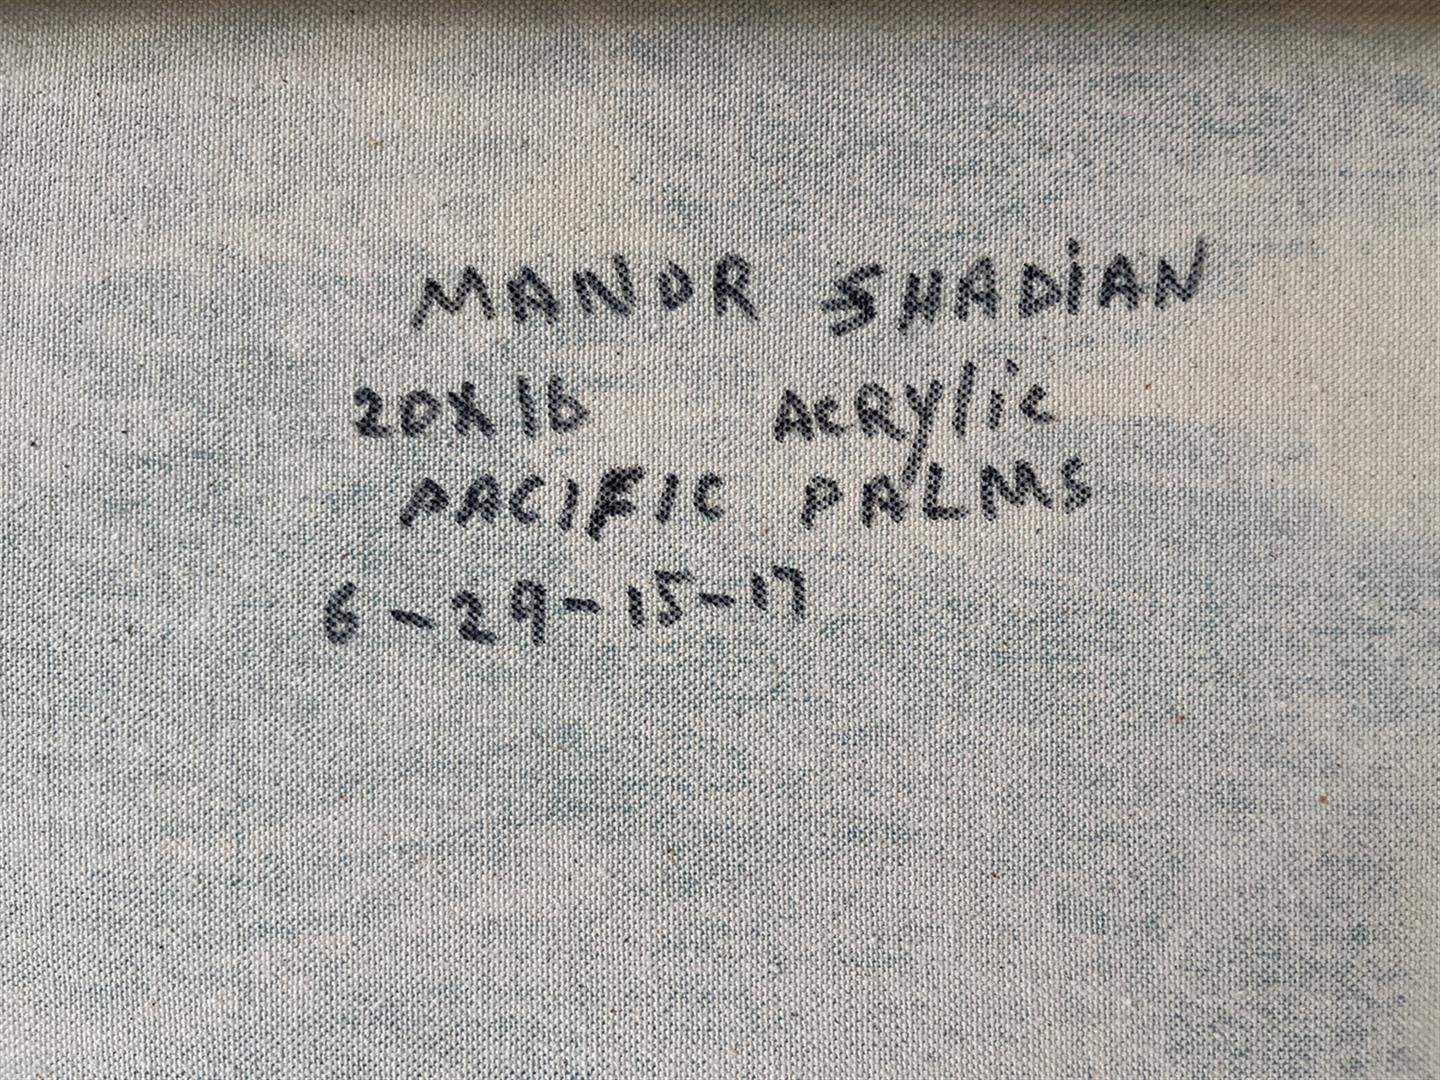 MANOR SHADiAN
20X16 AcRylic
PACIFIC PALMS
6-29-15-17